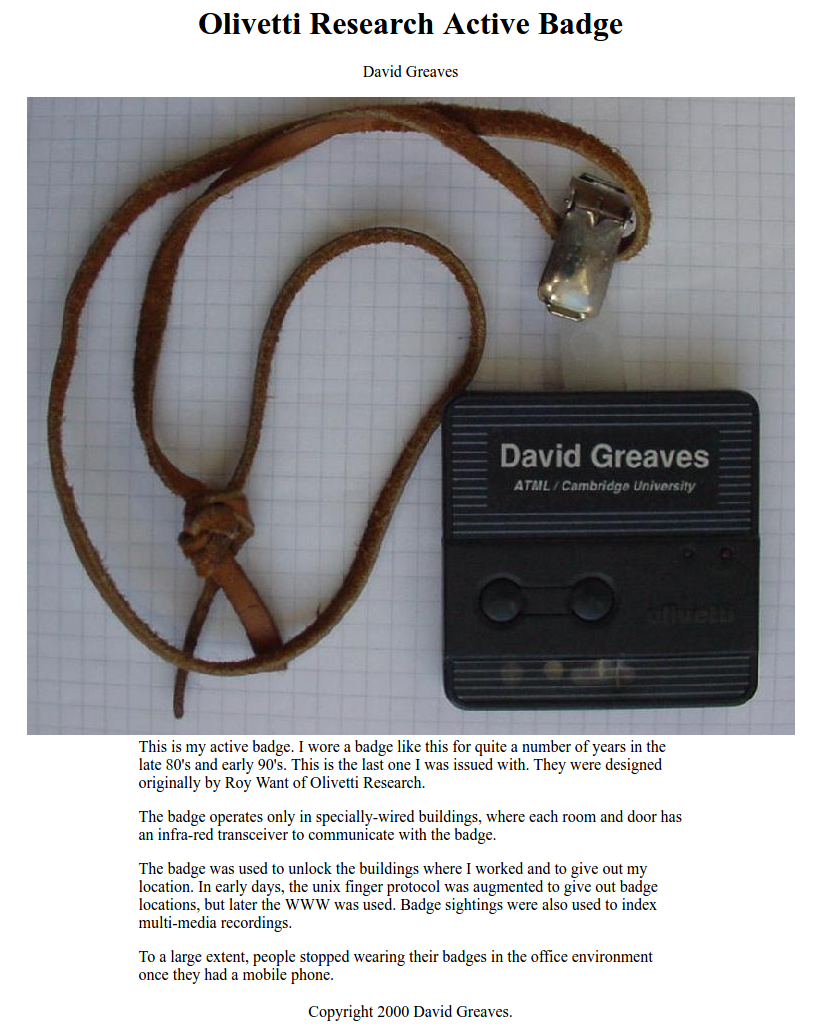 Olivetti Research Active Badge
David Greaves
David Greaves
ATML / Cambridge University
olivetti
This is my active badge. I wore a badge like this for quite a number of years in the
late 80's and early 90's. This is the last one I was issued with. They were designed
originally by Roy Want of Olivetti Research.
The badge operates only in specially-wired buildings, where each room and door has
an infra-red transceiver to communicate with the badge.
The badge was used to unlock the buildings where I worked and to give out my
location. In early days, the unix finger protocol was augmented to give out badge
locations, but later the WWW was used. Badge sightings were also used to index
multi-media recordings.
To a large extent, people stopped wearing their badges in the office environment
once they had a mobile phone.
Copyright 2000 David Greaves.